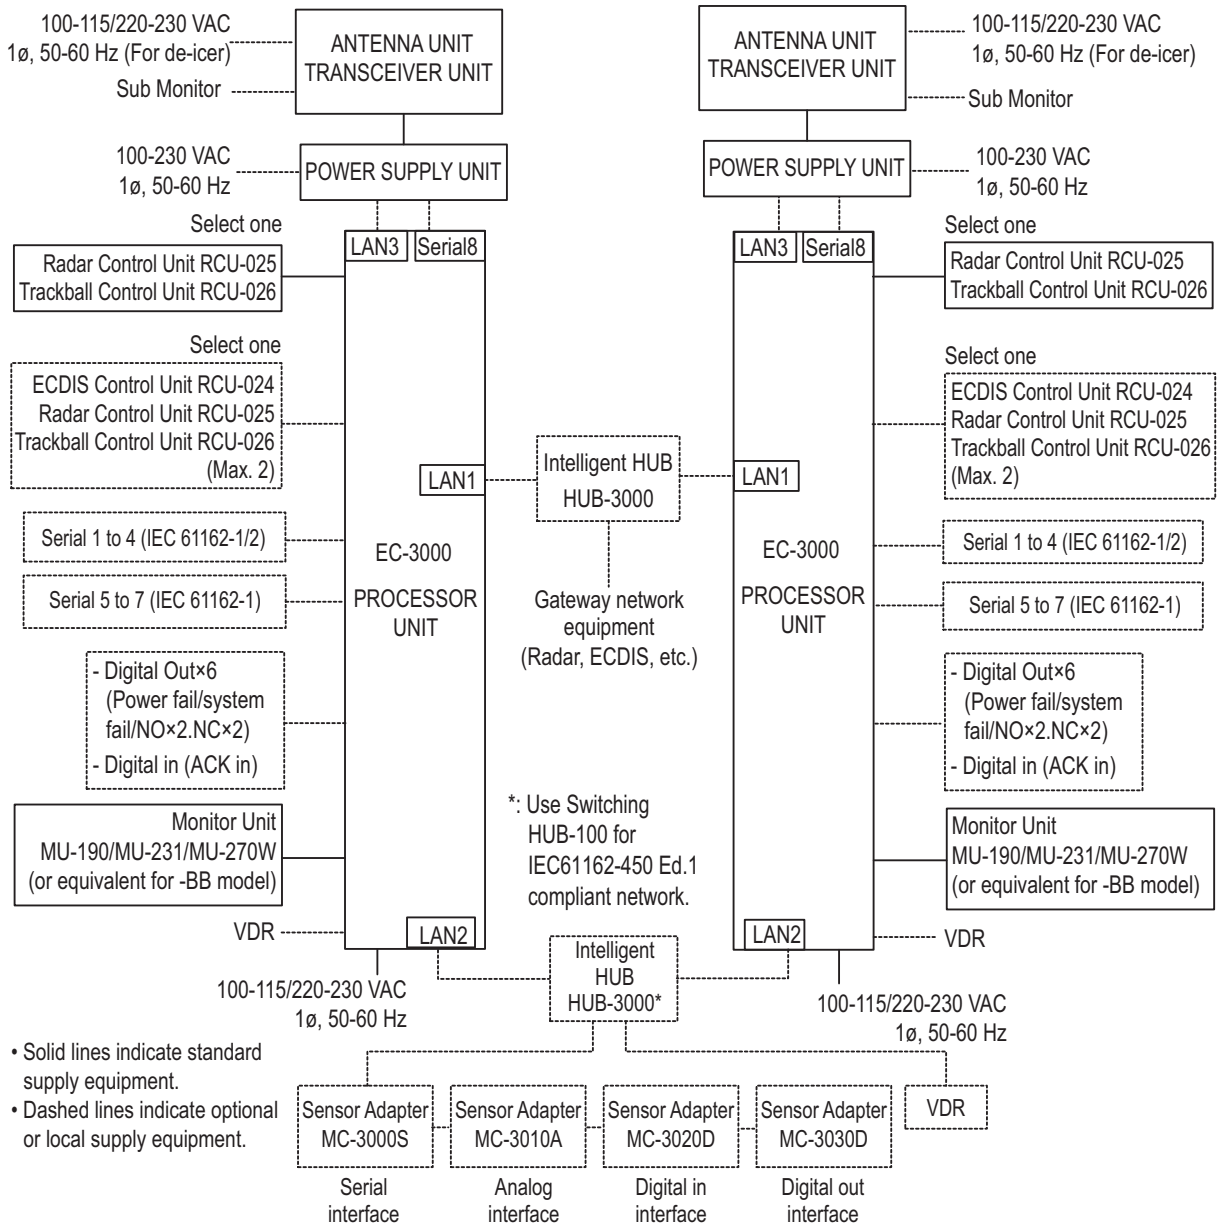 100-115/220-230 VAC
1ø, 50-60 Hz (For de-icer)
Sub Monitor
ANTENNA UNIT
TRANSCEIVER UNIT
100-230 VAC
1ø, 50-60 Hz
POWER SUPPLY UNIT
Select one
Radar Control Unit RCU-025
Trackball Control Unit RCU-026
LAN3
Serial8
Select one
ECDIS Control Unit RCU-024
Radar Control Unit RCU-025
Trackball Control Unit RCU-026
(Max. 2)
LAN1
Serial 1 to 4 (IEC 61162-1/2)
Serial 5 to 7 (IEC 61162-1)
EC-3000
PROCESSOR
UNIT
- Digital Out×6
(Power fail/system
fail/NO×2.NC×2)
- Digital in (ACK in)
Monitor Unit
MU-190/MU-231/MU-270W
(or equivalent for -BB model)
VDR
LAN2
100-115/220-230 VAC
1ø, 50-60 Hz
Intelligent HUB
HUB-3000
Gateway network
equipment
(Radar, ECDIS, etc.)
*: Use Switching
HUB-100 for
IEC61162-450 Ed.1
compliant network.
Intelligent
HUB
HUB-3000*
ANTENNA UNIT
TRANSCEIVER UNIT
100-115/220-230 VAC
1ø, 50-60 Hz (For de-icer)
Sub Monitor
POWER SUPPLY UNIT
100-230 VAC
1ø, 50-60 Hz
LAN3
Serial8
Select one
Radar Control Unit RCU-025
Trackball Control Unit RCU-026
Select one
ECDIS Control Unit RCU-024
Radar Control Unit RCU-025
Trackball Control Unit RCU-026
(Max. 2)
LAN1
EC-3000
PROCESSOR
UNIT
Serial 1 to 4 (IEC 61162-1/2)
Serial 5 to 7 (IEC 61162-1)
- Digital Out×6
(Power fail/system
fail/NO×2.NC×2)
- Digital in (ACK in)
Monitor Unit
MU-190/MU-231/MU-270W
(or equivalent for -BB model)
LAN2
VDR
100-115/220-230 VAC
1ø, 50-60 Hz
• Solid lines indicate standard
supply equipment.
• Dashed lines indicate optional
or local supply equipment.
Sensor Adapter
MC-3000S
Serial
interface
Sensor Adapter
MC-3010A
Analog
interface
Sensor Adapter
MC-3020D
Digital in
interface
Sensor Adapter
MC-3030D
Digital out
interface
VDR